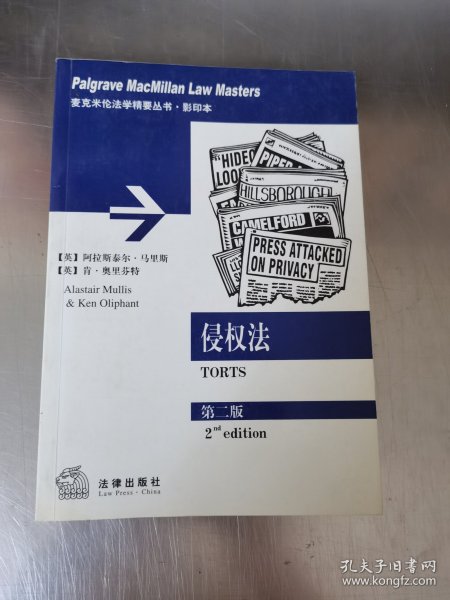 Palgrave MacMillan Law Masters
麦克米伦法学精要丛书·影印本
"HIDEO
LOO
PIPER
HILLSBOROUGH
CAMELFORD
PRESS ATTACKED
ON PRIVACY
【英】阿拉斯泰尔·马里斯
【英】肯·奥里芬特
Alastair Mullis
& Ken Oliphant
侵权法
TORTS
第二版
2nd edition
法律出版社
Law Press·China
孔夫子旧书网
www.kongfz.com